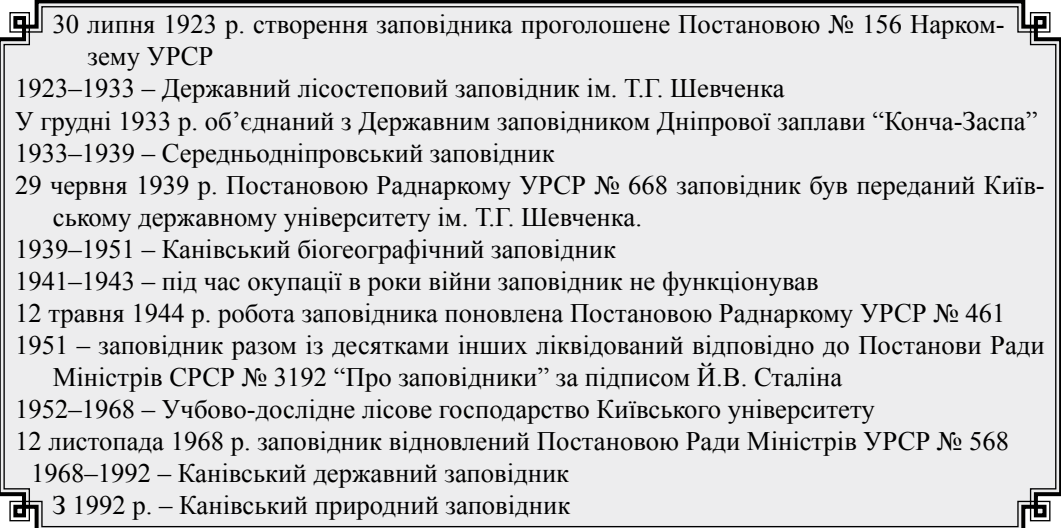 30 липня 1923 р. створення заповідника проголошене Постановою № 156 Нарком-
зему УРСР
1923–1933 – Державний лісостеповий заповідник ім. Т.Г. Шевченка
У грудні 1933 р. об’єднаний з Державним заповідником Дніпрової заплави “Конча-Заспа”
1933–1939 – Середньодніпровський заповідник
29 червня 1939 р. Постановою Раднаркому УРСР № 668 заповідник був переданий Київ-
ському державному університету ім. Т.Г. Шевченка.
1939–1951 – Канівський біогеографічний заповідник
1941–1943 – під час окупації в роки війни заповідник не функціонував
12 травня 1944 р. робота заповідника поновлена Постановою Раднаркому УРСР № 461
1951 – заповідник разом із десятками інших ліквідований відповідно до Постанови Ради
Міністрів СРСР № 3192 “Про заповідники” за підписом Й.В. Сталіна
1952–1968 – Учбово-дослідне лісове господарство Київського університету
12 листопада 1968 р. заповідник відновлений Постановою Ради Міністрів УРСР № 568
1968–1992 – Канівський державний заповідник
З 1992 р. – Канівський природний заповідник